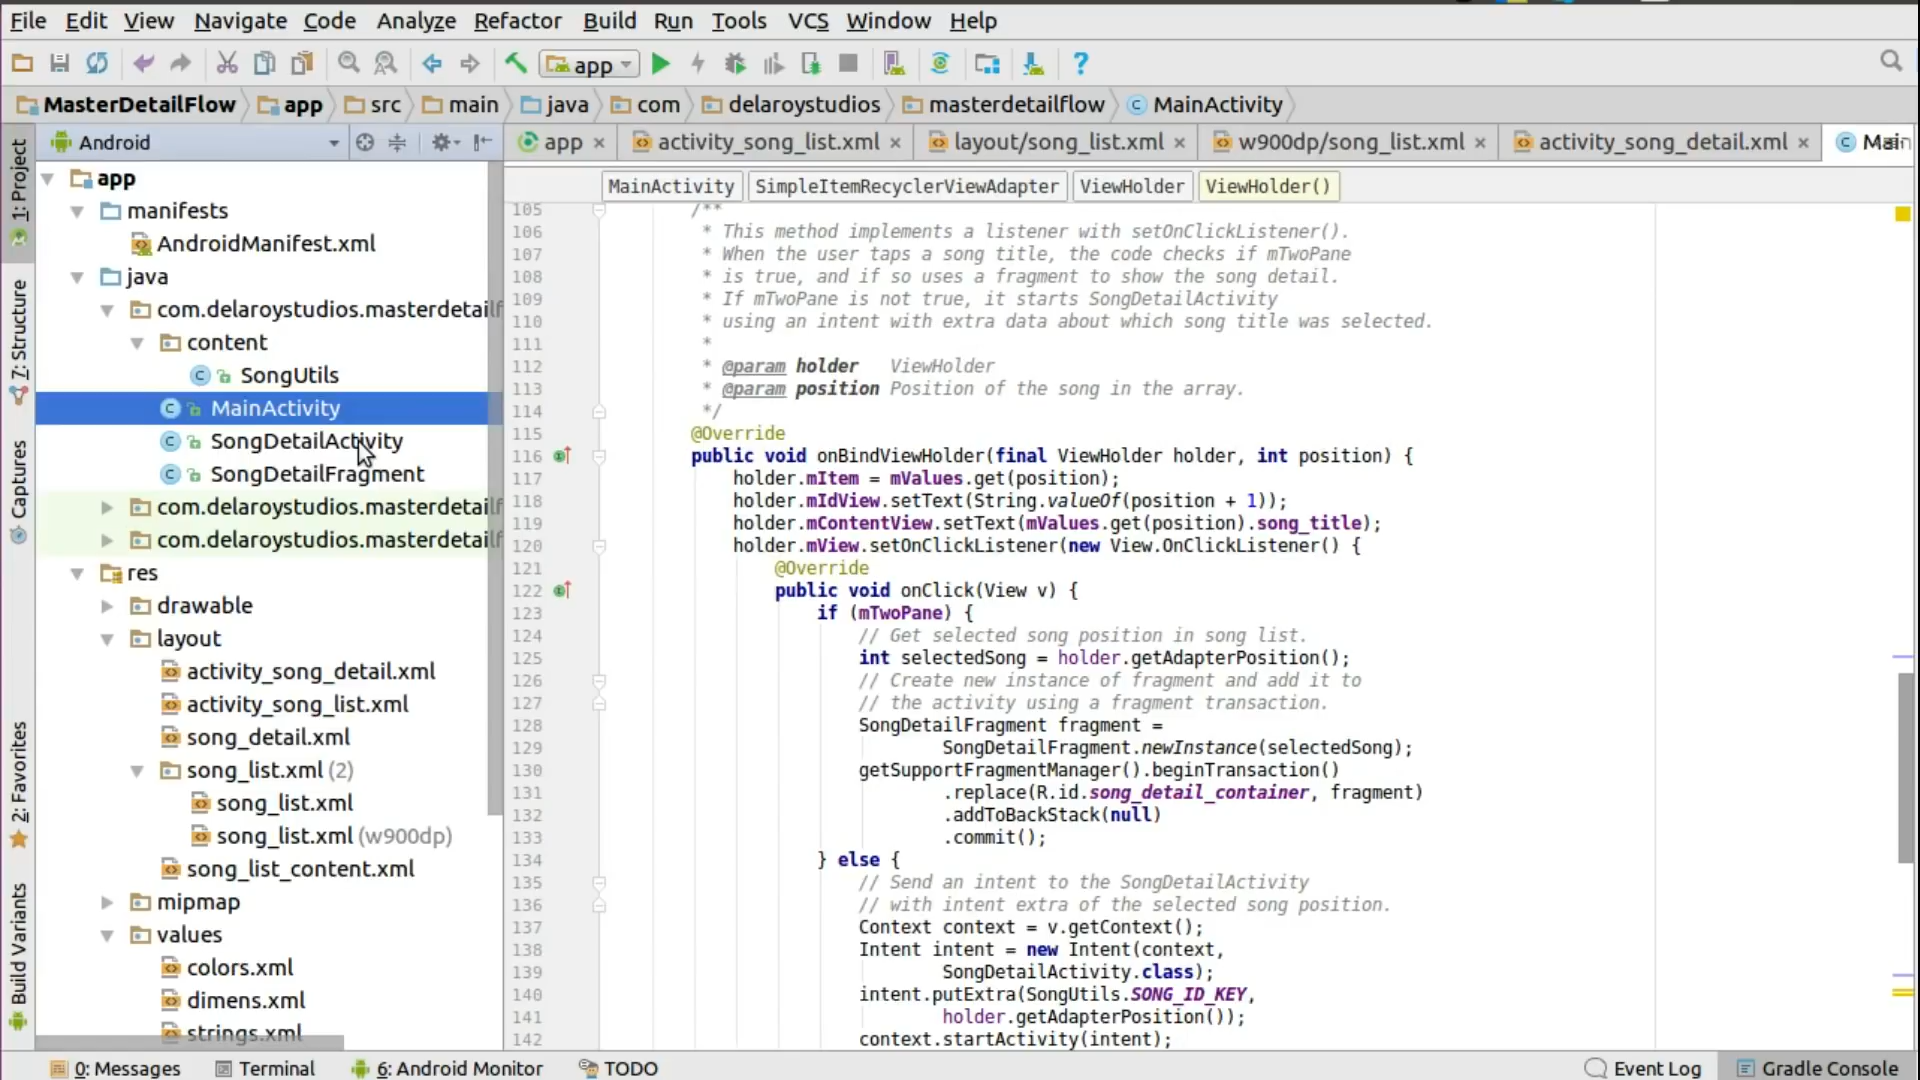 File Edit View Navigate Code Analyze Refactor Build Run Tools VCS Window Help
app
MasterDetailFlow app src main java com delaroystudios masterdetailflow MainActivity
Android
app activity_song_list.xml layout/song_list.xml w900dp/song_list.xml activity_song_detail.xml Main
MainActivity SimpleItemRecyclerViewAdapter ViewHolder ViewHolder()
1: Project
7: Structure
Captures
2: Favorites
Build Variants
app
manifests
AndroidManifest.xml
java
com.delaroystudios.masterdetailf
content
SongUtils
MainActivity
SongDetailActivity
SongDetailFragment
com.delaroystudios.masterdetailf
com.delaroystudios.masterdetailf
res
drawable
layout
activity_song_detail.xml
activity_song_list.xml
song_detail.xml
song_list.xml (2)
song_list.xml
song_list.xml (w900dp)
song_list_content.xml
mipmap
values
colors.xml
dimens.xml
strings.xml
105 /**
106 * This method implements a listener with setOnClickListener().
107 * When the user taps a song title, the code checks if mTwoPane
108 * is true, and if so uses a fragment to show the song detail.
109 * If mTwoPane is not true, it starts SongDetailActivity
110 * using an intent with extra data about which song title was selected.
111 *
112 * @param holder ViewHolder
113 * @param position Position of the song in the array.
114 */
115 @Override
116 public void onBindViewHolder(final ViewHolder holder, int position) {
117 holder.mItem = mValues.get(position);
118 holder.mIdView.setText(String.valueOf(position + 1));
119 holder.mContentView.setText(mValues.get(position).song_title);
120 holder.mView.setOnClickListener(new View.OnClickListener() {
121 @Override
122 public void onClick(View v) {
123 if (mTwoPane) {
124 // Get selected song position in song list.
125 int selectedSong = holder.getAdapterPosition();
126 // Create new instance of fragment and add it to
127 // the activity using a fragment transaction.
128 SongDetailFragment fragment =
129 SongDetailFragment.newInstance(selectedSong);
130 getSupportFragmentManager().beginTransaction()
131 .replace(R.id.song_detail_container, fragment)
132 .addToBackStack(null)
133 .commit();
134 } else {
135 // Send an intent to the SongDetailActivity
136 // with intent extra of the selected song position.
137 Context context = v.getContext();
138 Intent intent = new Intent(context,
139 SongDetailActivity.class);
140 intent.putExtra(SongUtils.SONG_ID_KEY,
141 holder.getAdapterPosition());
142 context.startActivity(intent);
0: Messages Terminal 6: Android Monitor TODO Event Log Gradle Console